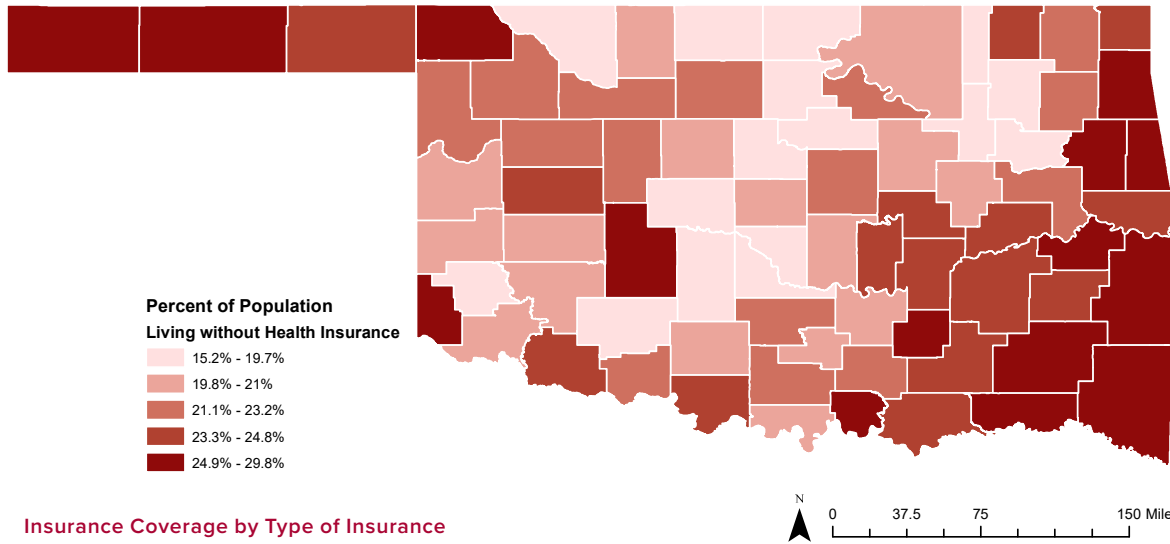 Percent of Population
Living without Health Insurance
15.2% - 19.7%
19.8% - 21%
21.1% - 23.2%
23.3% - 24.8%
24.9% - 29.8%
Insurance Coverage by Type of Insurance
N
0 37.5 75 150 Mile